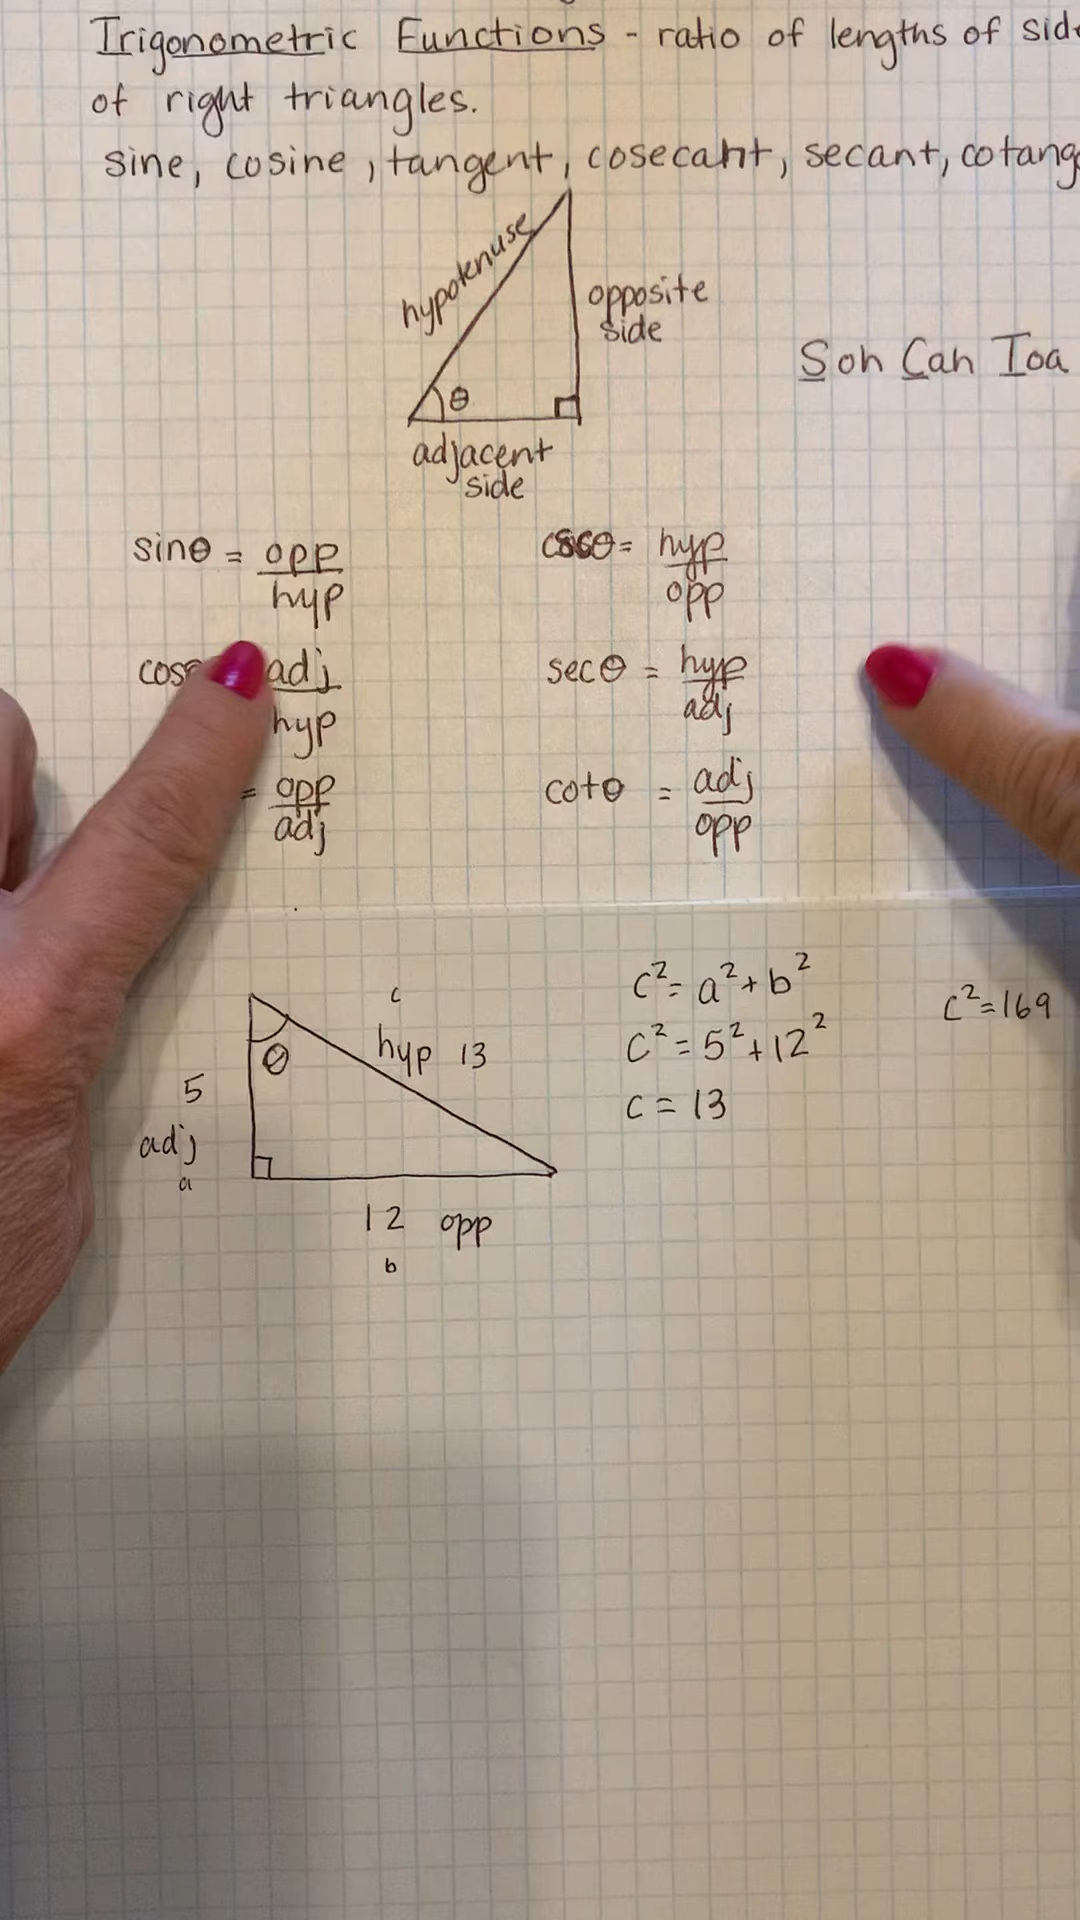 Trigonometric Functions - ratio of lengths of
of right triangles.
sine, cosine, tangent, cosecant, secant,
hypotenuse
opposite
side
Soh Cah Toa
θ
adjacent
side
sinθ = opp
hyp
cscθ = hyp
opp
adj
hyp
secθ = hyp
adj
= opp
adj
cotθ = adj
opp
c
hyp 13
θ
5
adj
a
12 opp
b
c² = a² + b²
c² = 5² + 12²
c = 13
c² = 169